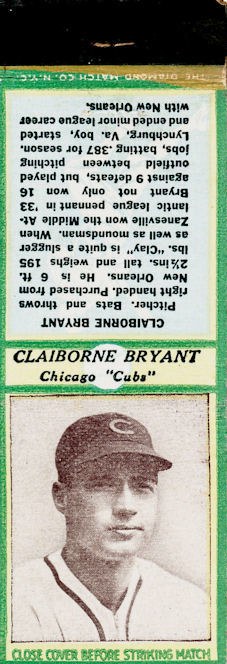 THE DIAMOND MATCH CO. N.Y.C.
CLAIBORNE BRYANT
Pitcher. Bats and throws
right handed. Purchased from
New Orleans. He is 6 ft.
2½ ins. tall and weighs 195
lbs. "Clay" is quite a slugger
as well as moundsman. When
Zanesville won the Middle At-
lantic league pennant in '33
Bryant not only won 16
against 9 defeats, but played
outfield between pitching
jobs, batting .387 for season.
Lynchburg, Va. boy, started
and ended minor league career
with New Orleans.
CLAIBORNE BRYANT
Chicago "Cubs"
C
CLOSE COVER BEFORE STRIKING MATCH